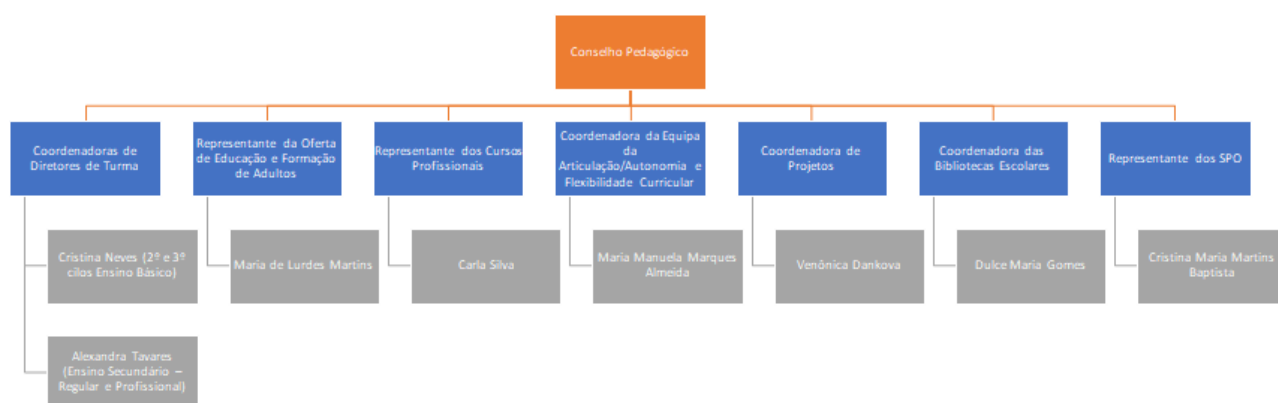 Conselho Pedagógico
Coordenadoras de
Diretores de Turma
Representante da Oferta
de Educação e Formação
de Adultos
Representante dos Cursos
Profissionais
Coordenadora da Equipa
da
Articulação/Autonomia e
Flexibilidade Curricular
Coordenadora de
Projetos
Coordenadora das
Bibliotecas Escolares
Representante dos SPO
Cristina Neves (2º e 3º
cilos Ensino Básico)
Maria de Lurdes Martins
Carla Silva
Maria Manuela Marques
Almeida
Venônica Dankova
Dulce Maria Gomes
Cristina Maria Martins
Baptista
Alexandra Tavares
(Ensino Secundário –
Regular e Profissional)